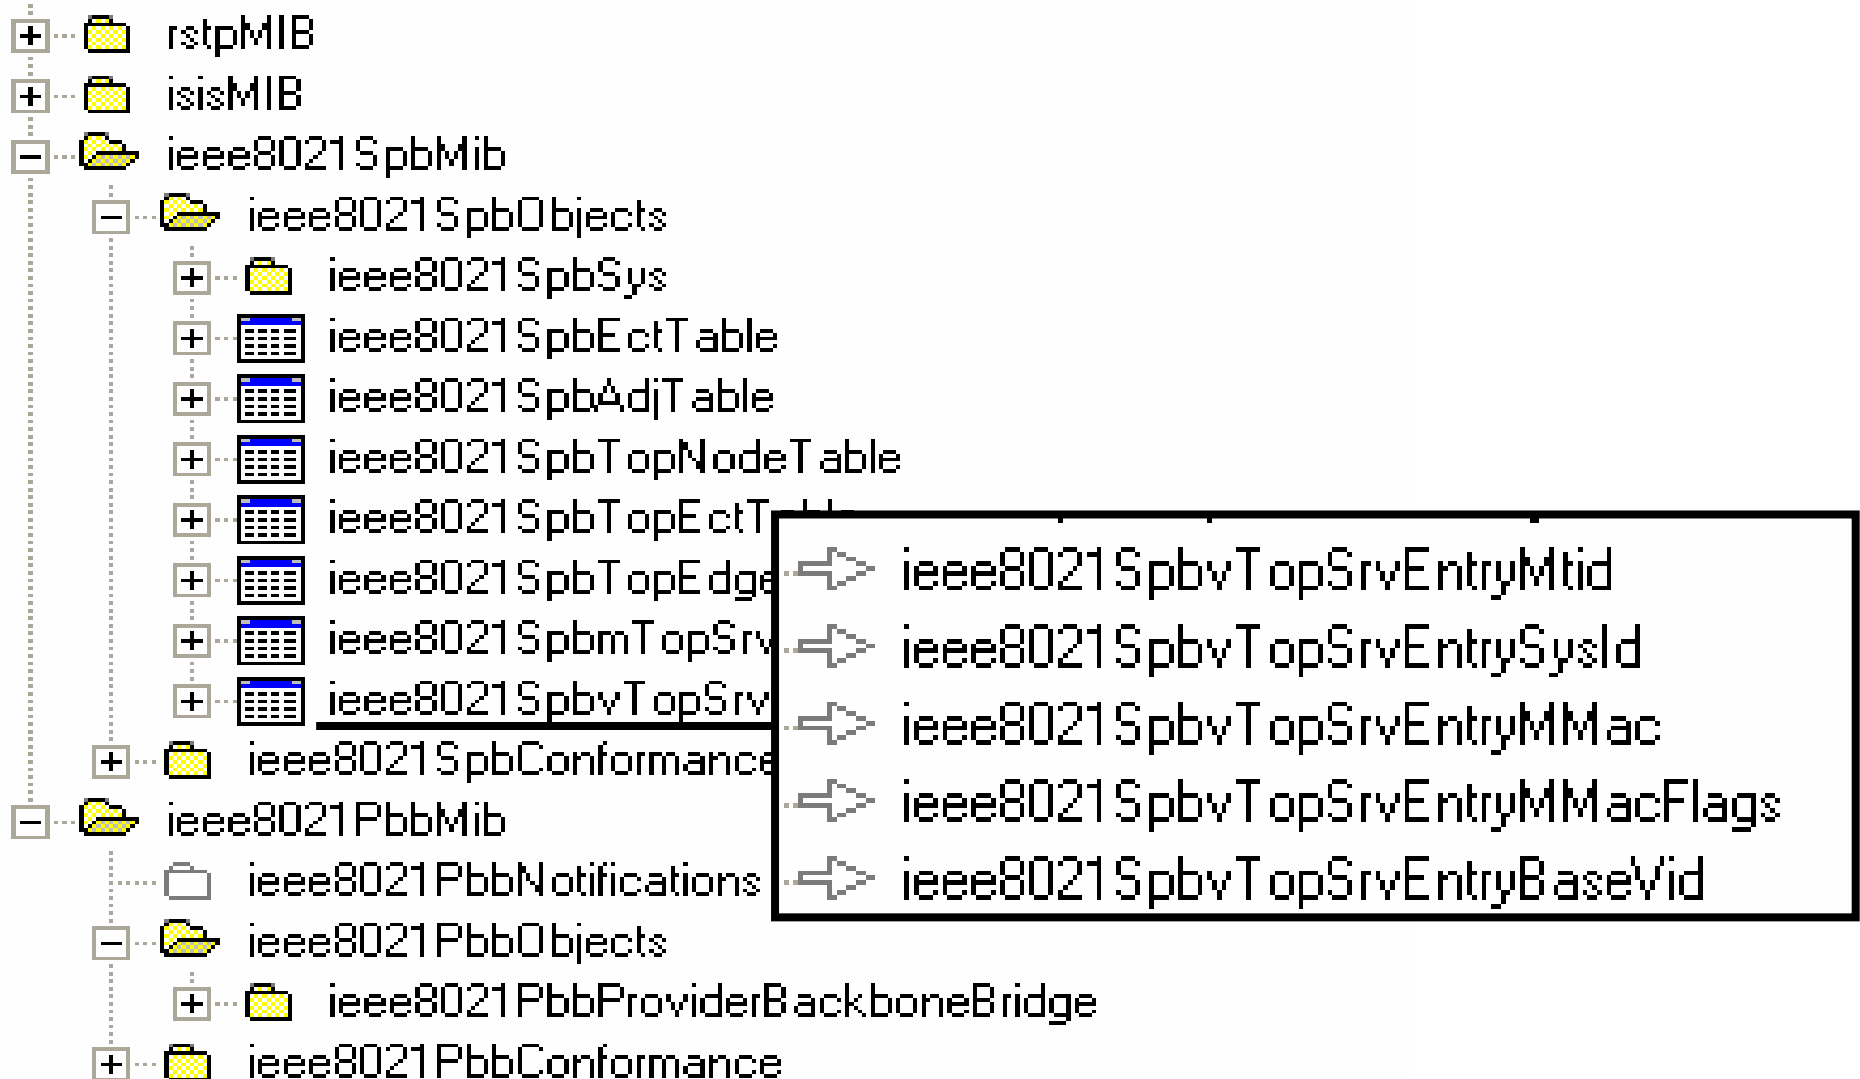 rstpMIB
isisMIB
ieee8021SpbMib
ieee8021SpbObjects
ieee8021SpbSys
ieee8021SpbEctTable
ieee8021SpbAdjTable
ieee8021SpbTopNodeTable
ieee8021SpbTopEctTable
ieee8021SpbTopEdge
ieee8021SpbmTopSrv
ieee8021SpbvTopSrv
ieee8021SpbConformance
ieee8021PbbMib
ieee8021PbbNotifications
ieee8021PbbObjects
ieee8021PbbProviderBackboneBridge
ieee8021PbbConformance
ieee8021SpbvTopSrvEntryMtid
ieee8021SpbvTopSrvEntrySysId
ieee8021SpbvTopSrvEntryMMac
ieee8021SpbvTopSrvEntryMMacFlags
ieee8021SpbvTopSrvEntryBaseVid